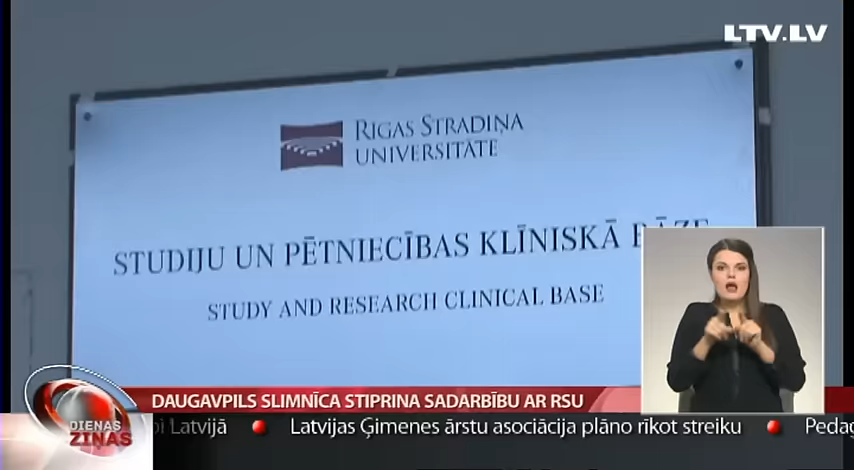 LTV.LV
RĪGAS STRADIŅA
UNIVERSITĀTE
STUDIJU UN PĒTNIECĪBAS KLĪNISKĀ
STUDY AND RESEARCH CLINICAL BASE
DAUGAVPILS SLIMNĪCA STIPRINA SADARBĪBU AR RSU
DIENAS
ZIŅAS
Latvijā • Latvijas Ģimenes ārstu asociācija plāno rīkot streiku •